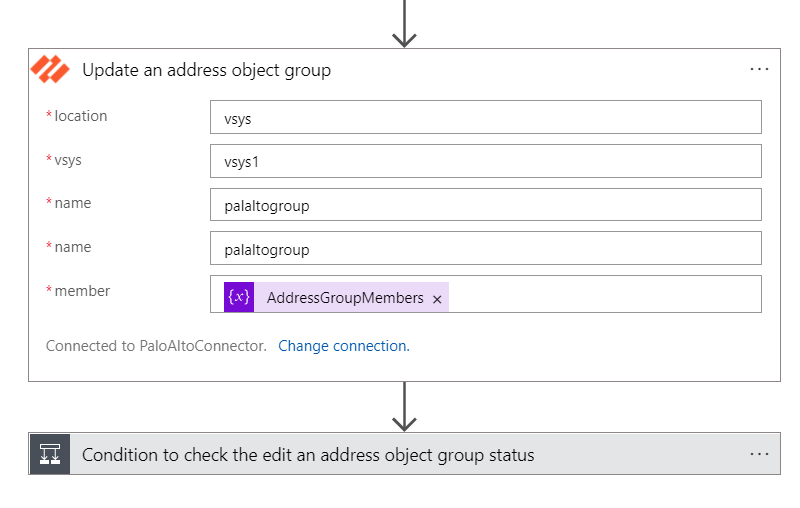 Update an address object group
...
* location
vsys
* vsys
vsys1
* name
palaltogroup
* name
palaltogroup
* member
{x} AddressGroupMembers ×
Connected to PaloAltoConnector. Change connection.
Condition to check the edit an address object group status
...